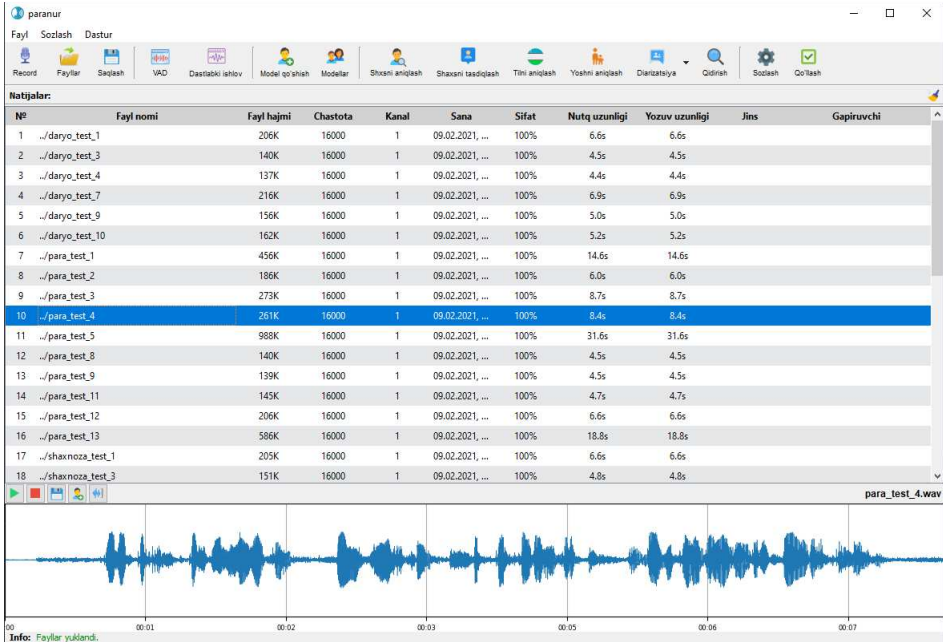 paranur
Fayl Sozlash Dastur
Record Fayllar Saqlash VAD Dastlabki ishlov Model qo'shish Modellar Shxsni aniqlash Shaxsni tasdiqlash Tilni aniqlash Yoshni aniqlash Diarizatsiya Qidirish Sozlash Qo'llash
Natijalar:
Nº Fayl nomi Fayl hajmi Chastota Kanal Sana Sifat Nutq uzunligi Yozuv uzunligi Jins Gapiruvchi
1 ../daryo_test_1 206K 16000 1 09.02.2021, ... 100% 6.6s 6.6s
2 ../daryo_test_3 140K 16000 1 09.02.2021, ... 100% 4.5s 4.5s
3 ../daryo_test_4 137K 16000 1 09.02.2021, ... 100% 4.4s 4.4s
4 ../daryo_test_7 216K 16000 1 09.02.2021, ... 100% 6.9s 6.9s
5 ../daryo_test_9 156K 16000 1 09.02.2021, ... 100% 5.0s 5.0s
6 ../daryo_test_10 162K 16000 1 09.02.2021, ... 100% 5.2s 5.2s
7 ../para_test_1 456K 16000 1 09.02.2021, ... 100% 14.6s 14.6s
8 ../para_test_2 186K 16000 1 09.02.2021, ... 100% 6.0s 6.0s
9 ../para_test_3 273K 16000 1 09.02.2021, ... 100% 8.7s 8.7s
10 ../para_test_4 261K 16000 1 09.02.2021, ... 100% 8.4s 8.4s
11 ../para_test_5 988K 16000 1 09.02.2021, ... 100% 31.6s 31.6s
12 ../para_test_8 140K 16000 1 09.02.2021, ... 100% 4.5s 4.5s
13 ../para_test_9 139K 16000 1 09.02.2021, ... 100% 4.5s 4.5s
14 ../para_test_11 145K 16000 1 09.02.2021, ... 100% 4.7s 4.7s
15 ../para_test_12 206K 16000 1 09.02.2021, ... 100% 6.6s 6.6s
16 ../para_test_13 586K 16000 1 09.02.2021, ... 100% 18.8s 18.8s
17 ../shaxnoza_test_1 205K 16000 1 09.02.2021, ... 100% 6.6s 6.6s
18 ../shaxnoza_test_3 151K 16000 1 09.02.2021, ... 100% 4.8s 4.8s
para_test_4.wav
00 00:01 00:02 00:03 00:05 00:06 00:07
Info: Fayllar yuklandi.